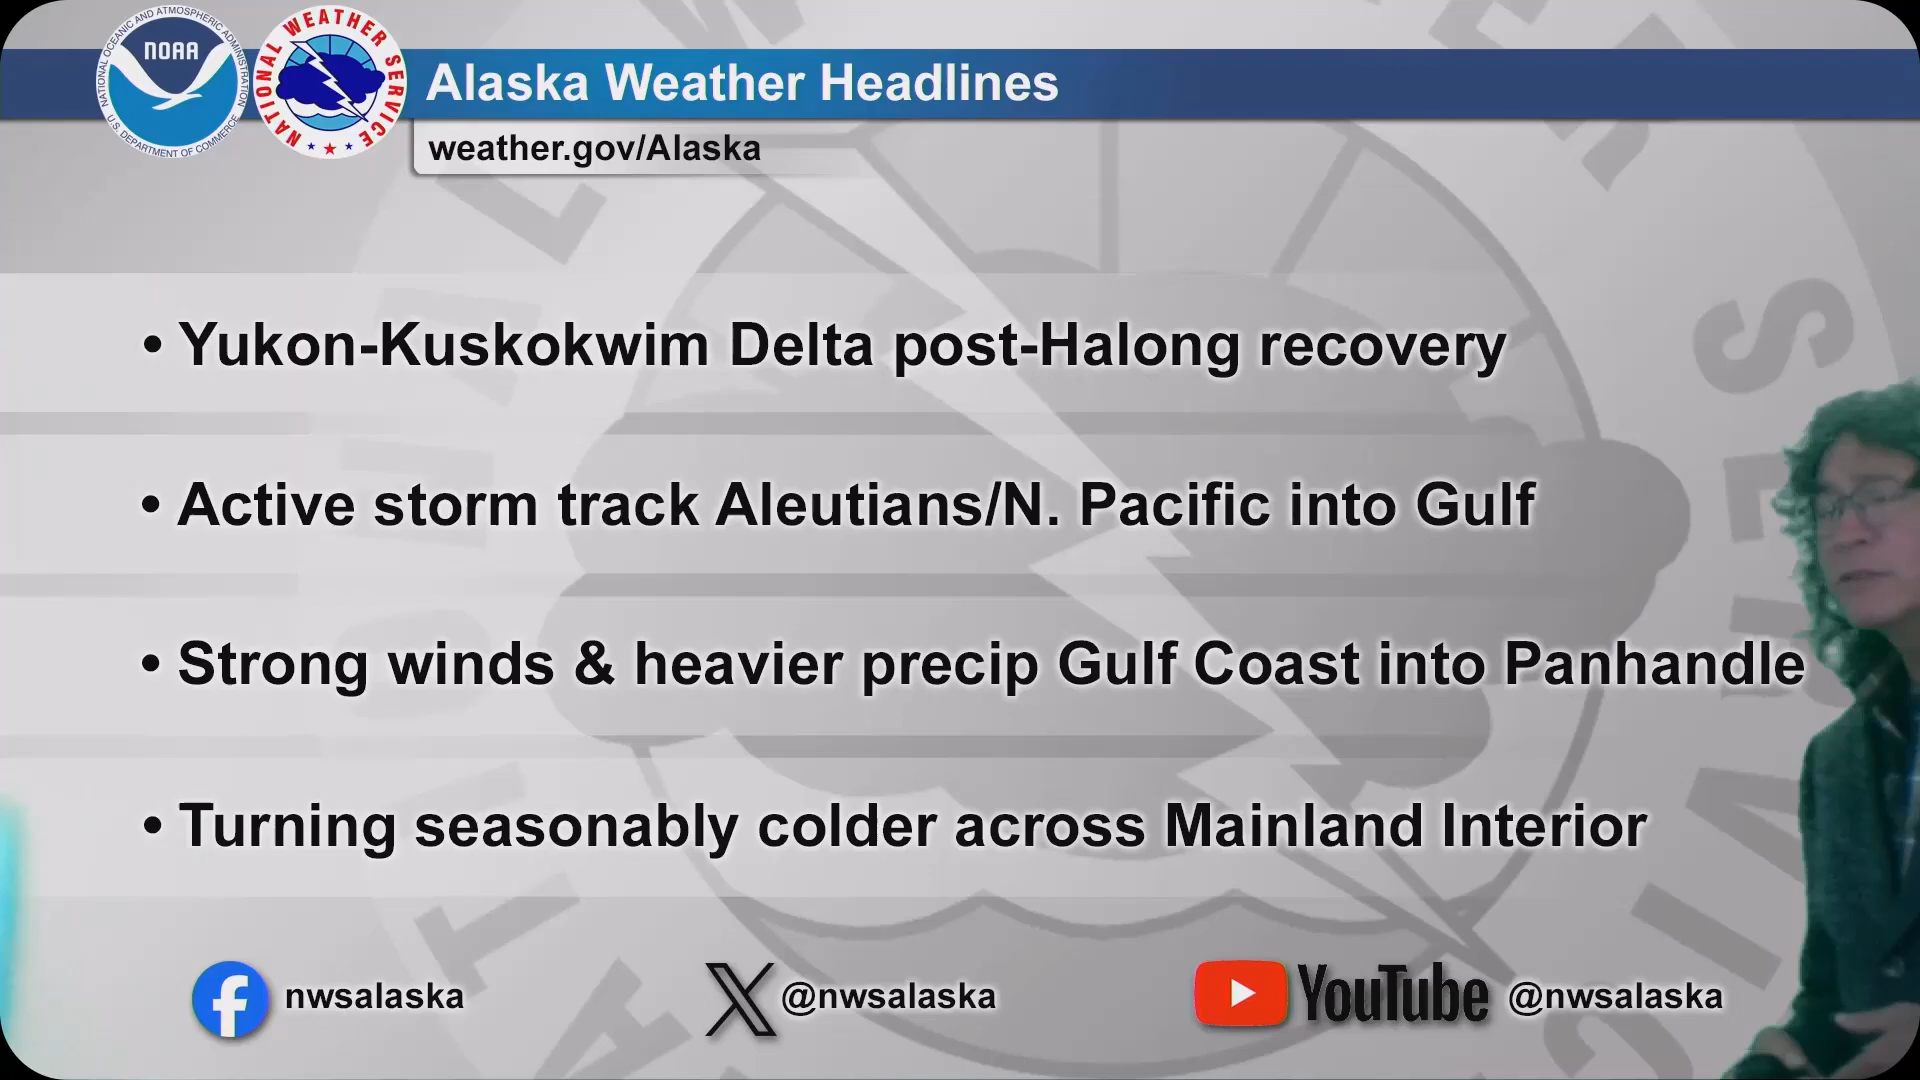 NATIONAL OCEANIC AND ATMOSPHERIC ADMINISTRATION
U.S. DEPARTMENT OF COMMERCE
NOAA
NATIONAL WEATHER SERVICE
Alaska Weather Headlines
weather.gov/Alaska
• Yukon-Kuskokwim Delta post-Halong recovery
• Active storm track Aleutians/N. Pacific into Gulf
• Strong winds & heavier precip Gulf Coast into Panhandle
• Turning seasonably colder across Mainland Interior
nwsalaska
@nwsalaska
YouTube @nwsalaska